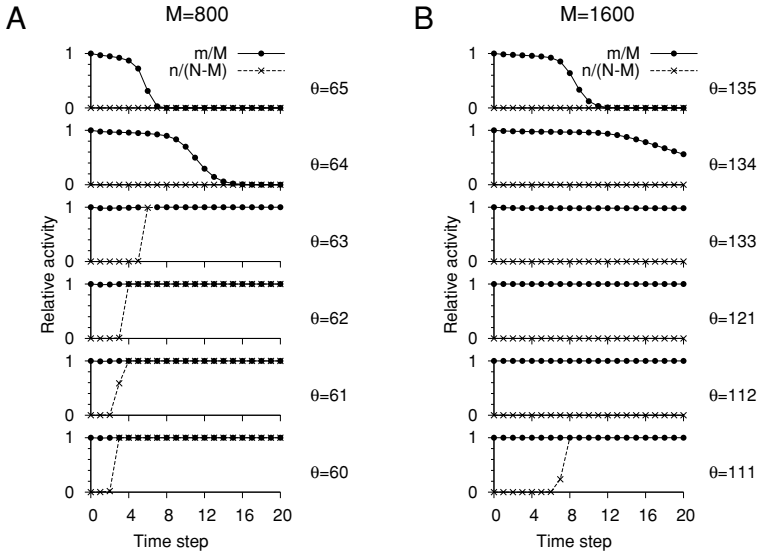 A
M=800
B
M=1600
m/M
n/(N-M)
1
0
θ=65
1
0
θ=64
1
0
θ=63
1
0
θ=62
1
0
θ=61
1
0
θ=60
Relative activity
0 4 8 12 16 20
Time step
m/M
n/(N-M)
1
0
θ=135
1
0
θ=134
1
0
θ=133
1
0
θ=121
1
0
θ=112
1
0
θ=111
Relative activity
0 4 8 12 16 20
Time step